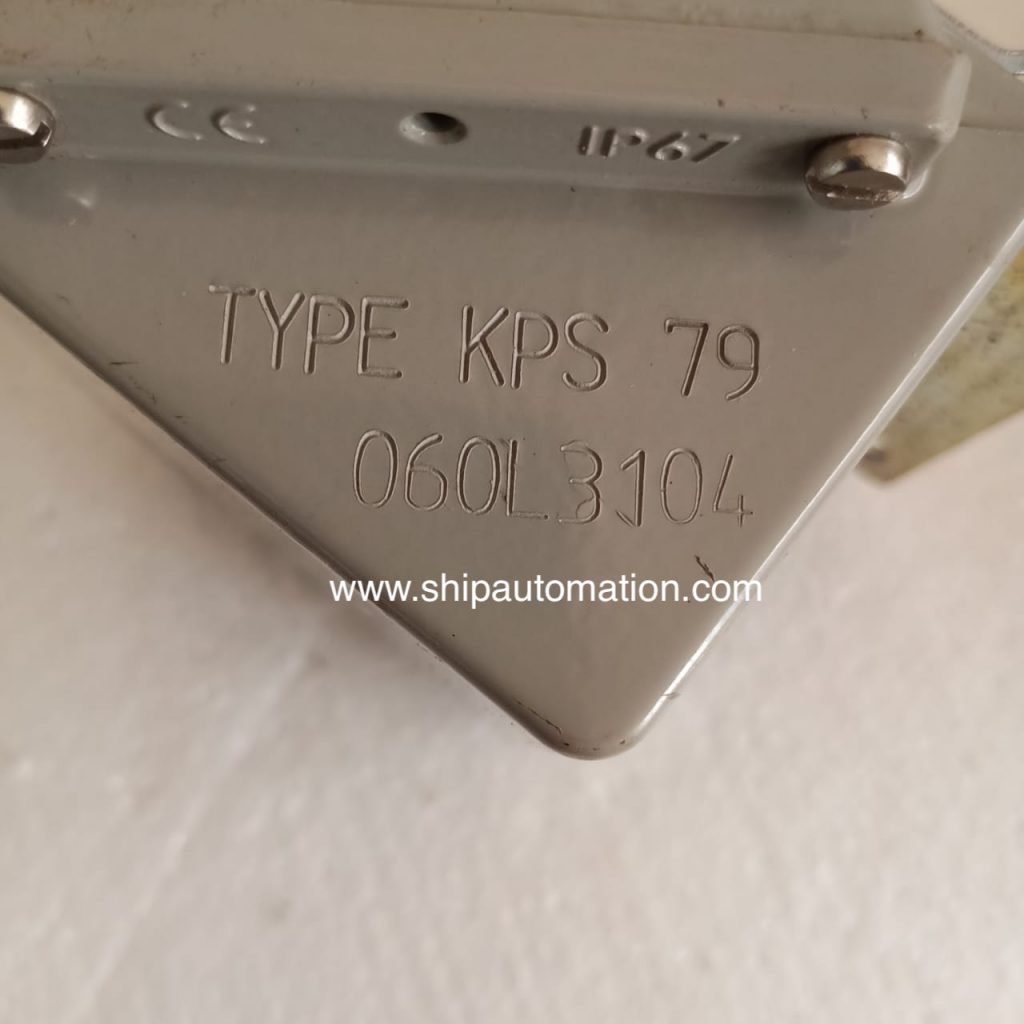 CE IP67
TYPE KPS 79
060L3104
www.shipautomation.com